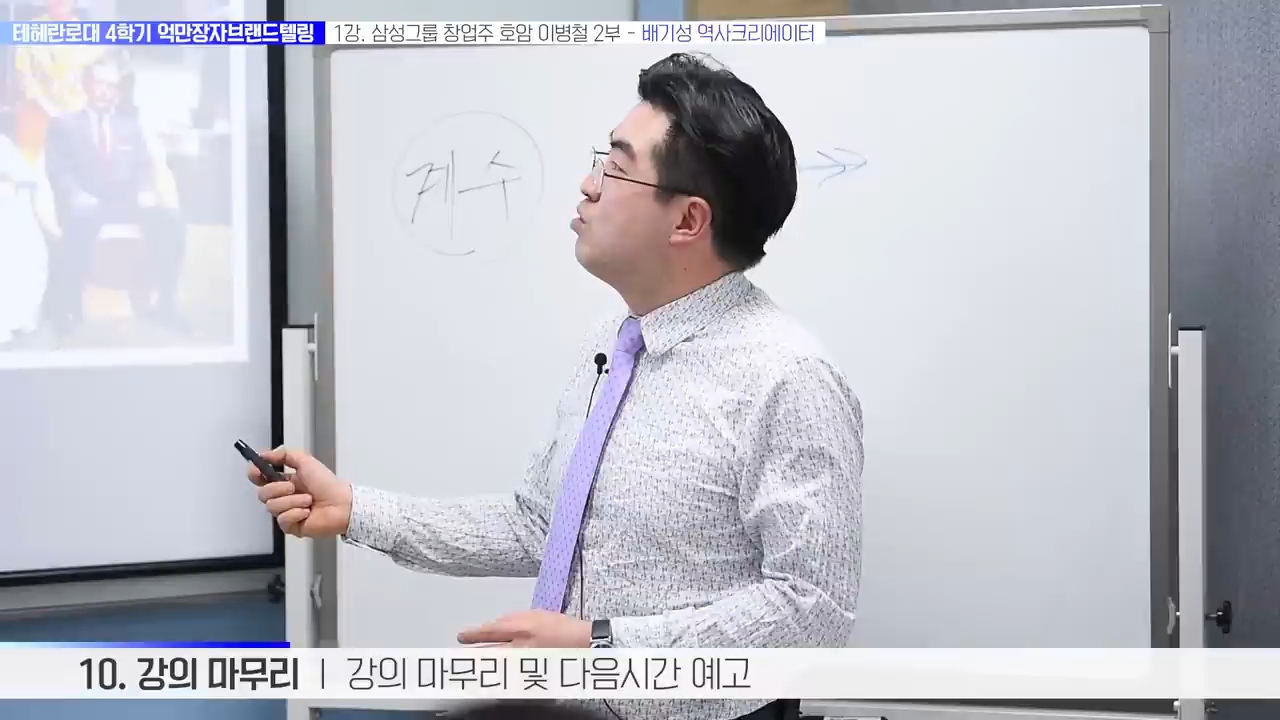 테헤란로대 4학기 억만장자브랜드텔링
1강. 삼성그룹 창업주 호암 이병철 2부 - 배기성 역사크리에이터
계수
10. 강의 마무리 | 강의 마무리 및 다음시간 예고